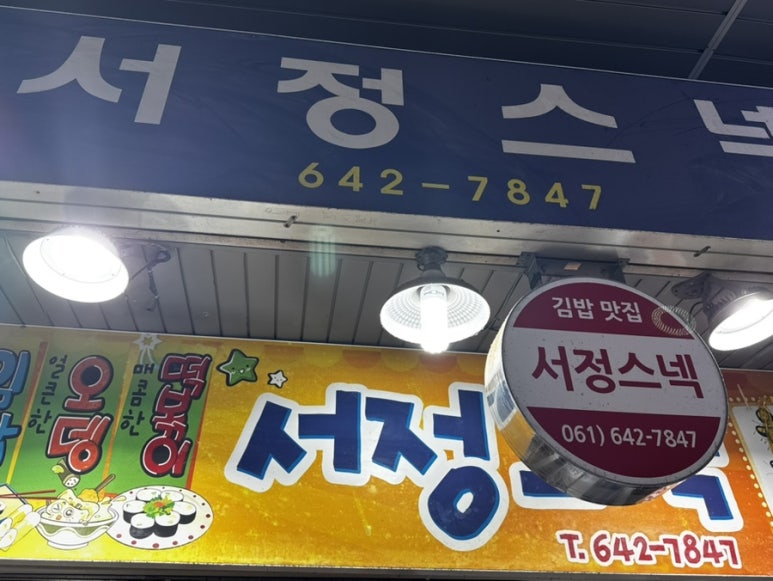 서정스넥
642-7847
김밥 맛집
서정스넥
061) 642-7847
얼큰한
오뎅
매콤한
떡볶이
서정
T. 642-7847